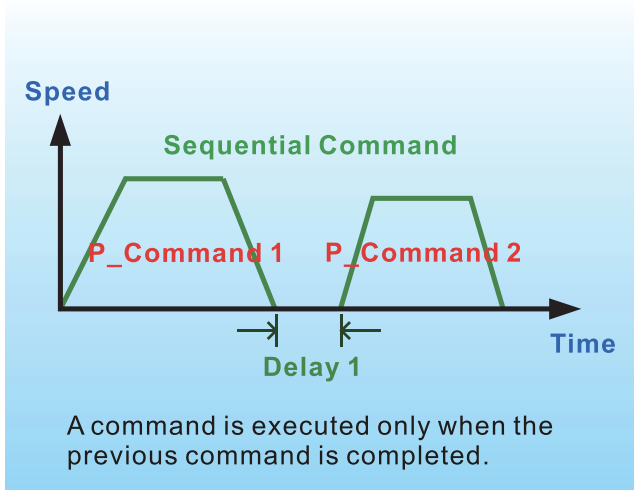 Speed
Sequential Command
P_Command 1
P_Command 2
Time
Delay 1
A command is executed only when the
previous command is completed.